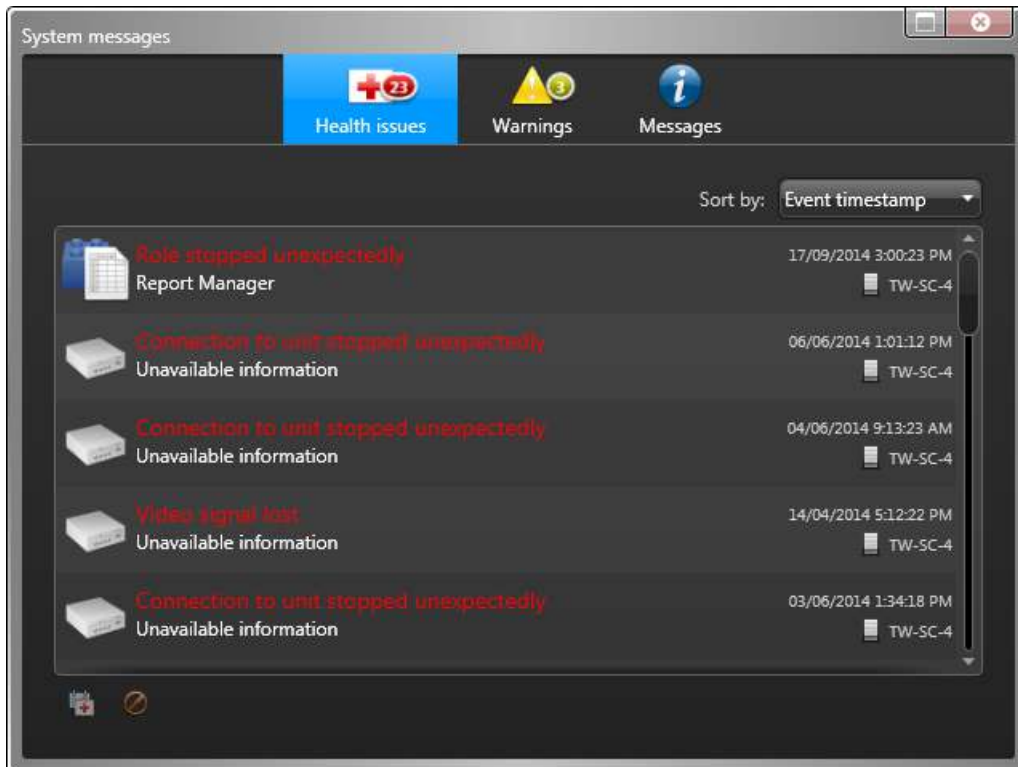 System messages
23
3
Health issues
Warnings
Messages
Sort by: Event timestamp
Role stopped unexpectedly
17/09/2014 3:00:23 PM
Report Manager
TW-SC-4
Connection to unit stopped unexpectedly
06/06/2014 1:01:12 PM
Unavailable information
TW-SC-4
Connection to unit stopped unexpectedly
04/06/2014 9:13:23 AM
Unavailable information
TW-SC-4
Video signal lost
14/04/2014 5:12:22 PM
Unavailable information
TW-SC-4
Connection to unit stopped unexpectedly
03/06/2014 1:34:18 PM
Unavailable information
TW-SC-4